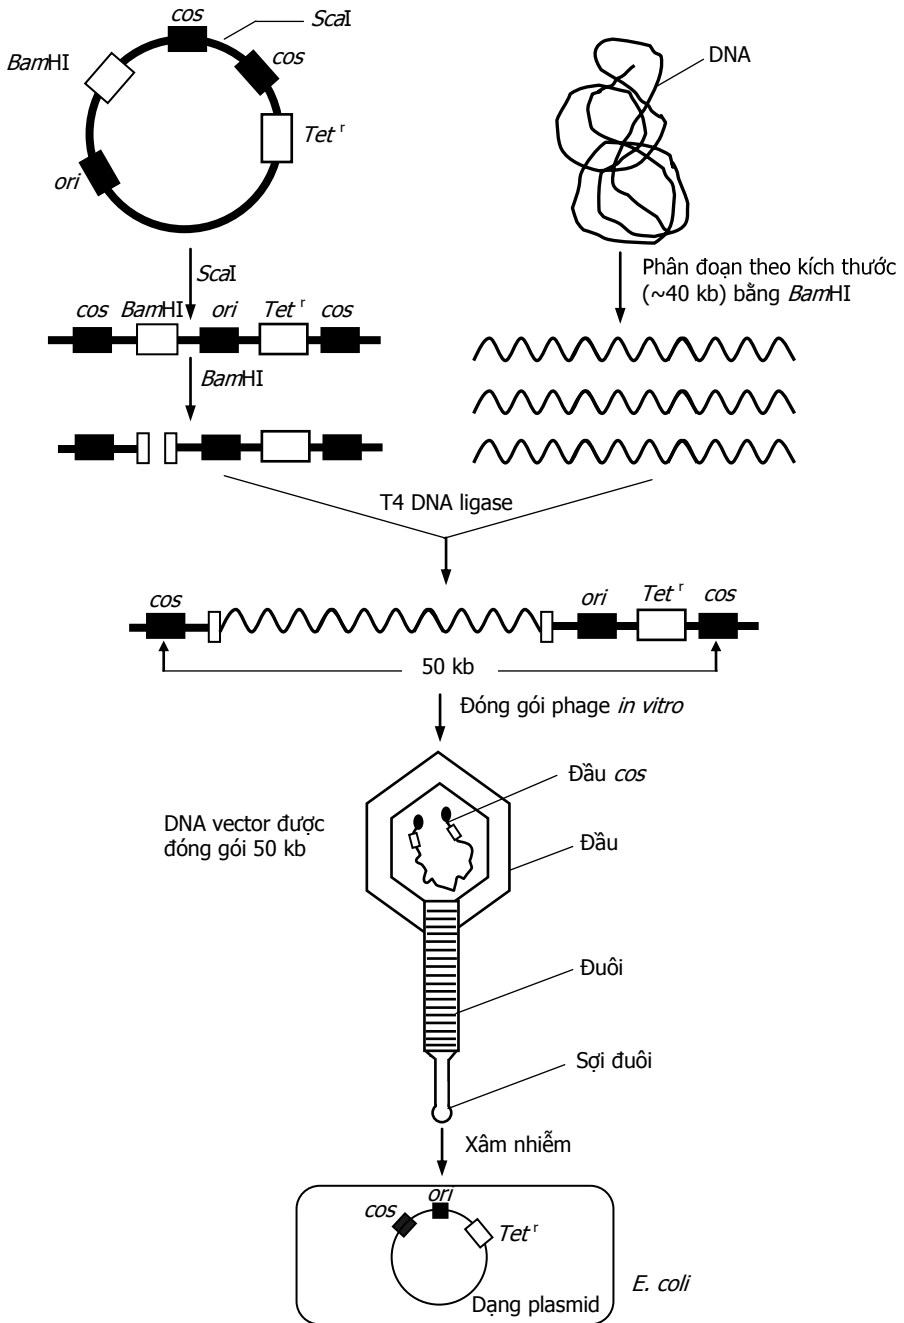 cos
ScaI
BamHI
cos
Tet r
ori
DNA
ScaI
Phân đoạn theo kích thước
(~40 kb) bằng BamHI
cos BamHI ori Tet r cos
BamHI
T4 DNA ligase
cos
ori Tet r cos
50 kb
Đóng gói phage in vitro
Đầu cos
DNA vector được
đóng gói 50 kb
Đầu
Đuôi
Sợi đuôi
Xâm nhiễm
ori
cos
Tet r
E. coli
Dạng plasmid